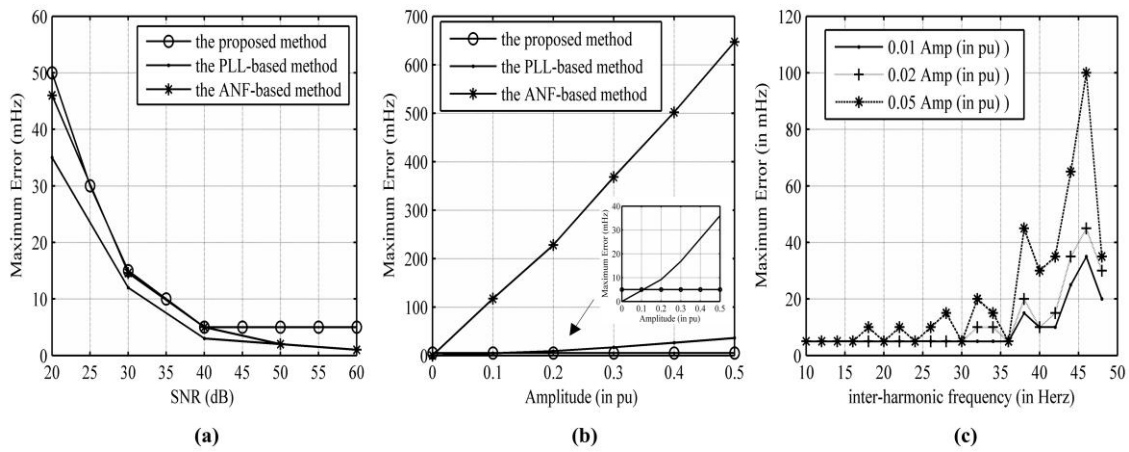 60
50
40
30
20
10
0
20
25
30
35
40
45
50
55
60
Maximum Error (mHz)
SNR (dB)
the proposed method
the PLL-based method
the ANF-based method
(a)
700
600
500
400
300
200
100
0
0
0.1
0.2
0.3
0.4
0.5
Maximum Error (mHz)
Amplitude (in pu)
the proposed method
the PLL-based method
the ANF-based method
40
30
20
10
0
0
0.1
0.2
0.3
0.4
0.5
Maximum Error (mHz)
Amplitude (in pu)
(b)
120
100
80
60
40
20
0
10
15
20
25
30
35
40
45
50
Maximum Error (in mHz)
inter-harmonic frequency (in Herz)
0.01 Amp (in pu) )
0.02 Amp (in pu) )
0.05 Amp (in pu) )
(c)